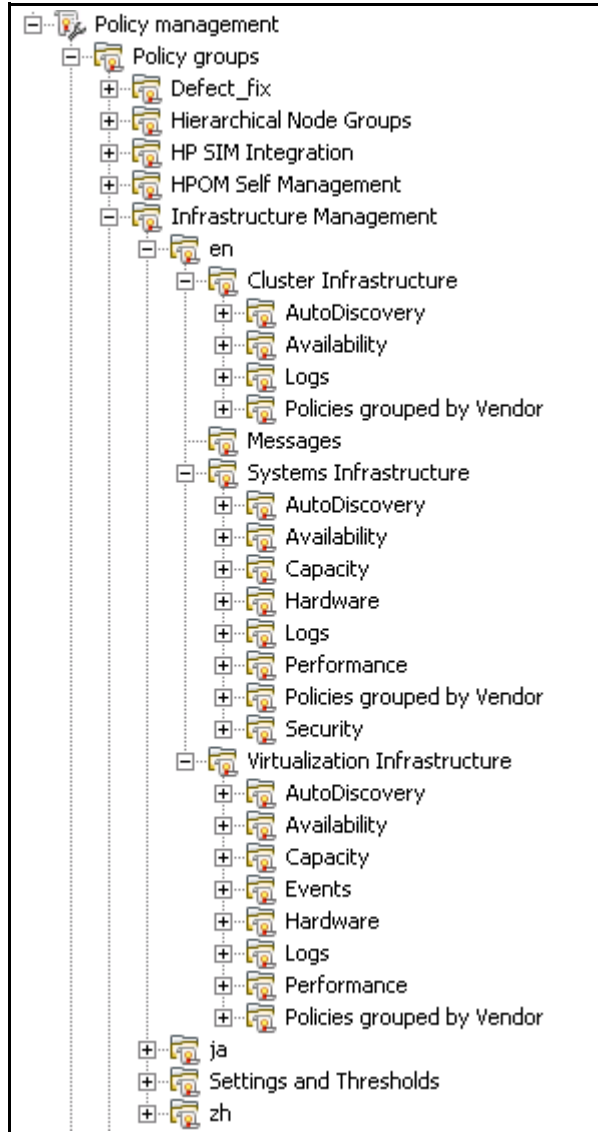 Policy management
Policy groups
Defect_fix
Hierarchical Node Groups
HP SIM Integration
HPOM Self Management
Infrastructure Management
en
Cluster Infrastructure
AutoDiscovery
Availability
Logs
Policies grouped by Vendor
Messages
Systems Infrastructure
AutoDiscovery
Availability
Capacity
Hardware
Logs
Performance
Policies grouped by Vendor
Security
Virtualization Infrastructure
AutoDiscovery
Availability
Capacity
Events
Hardware
Logs
Performance
Policies grouped by Vendor
ja
Settings and Thresholds
zh